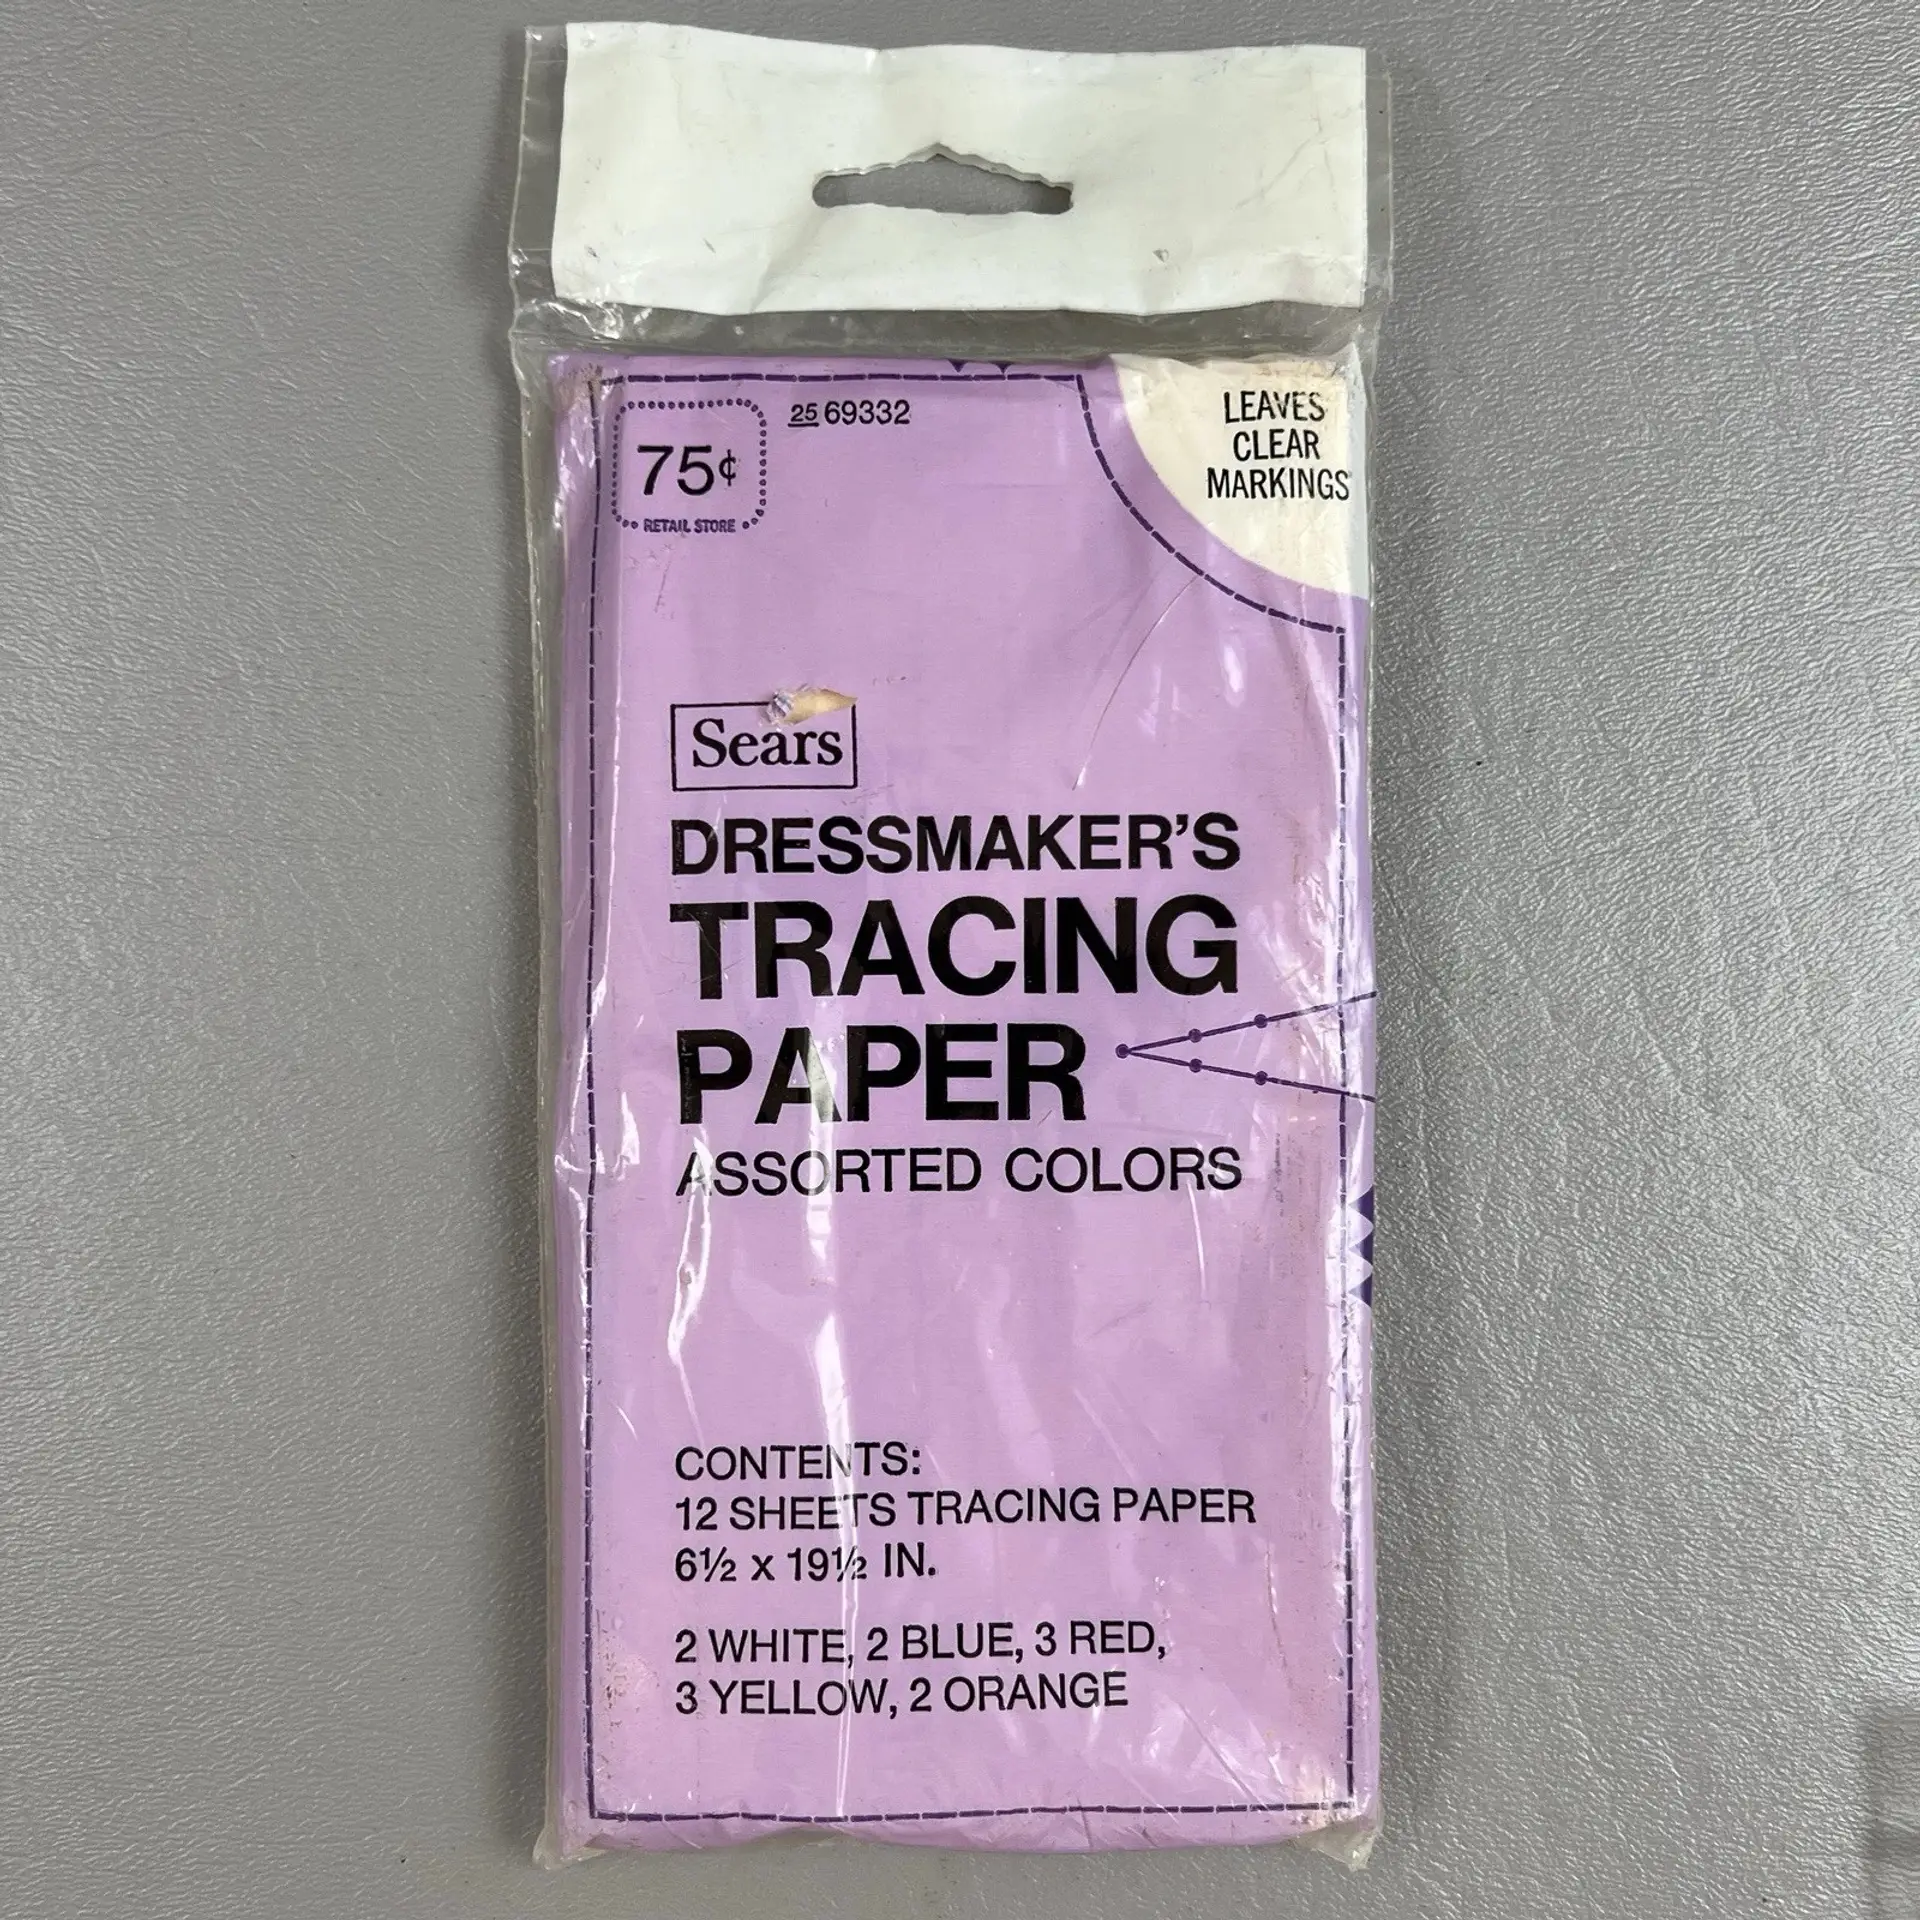 25 69332
75¢
RETAIL STORE
LEAVES
CLEAR
MARKINGS
Sears
DRESSMAKER'S
TRACING
PAPER
ASSORTED COLORS
CONTENTS:
12 SHEETS TRACING PAPER
6½ x 19½ IN.
2 WHITE, 2 BLUE, 3 RED,
3 YELLOW, 2 ORANGE